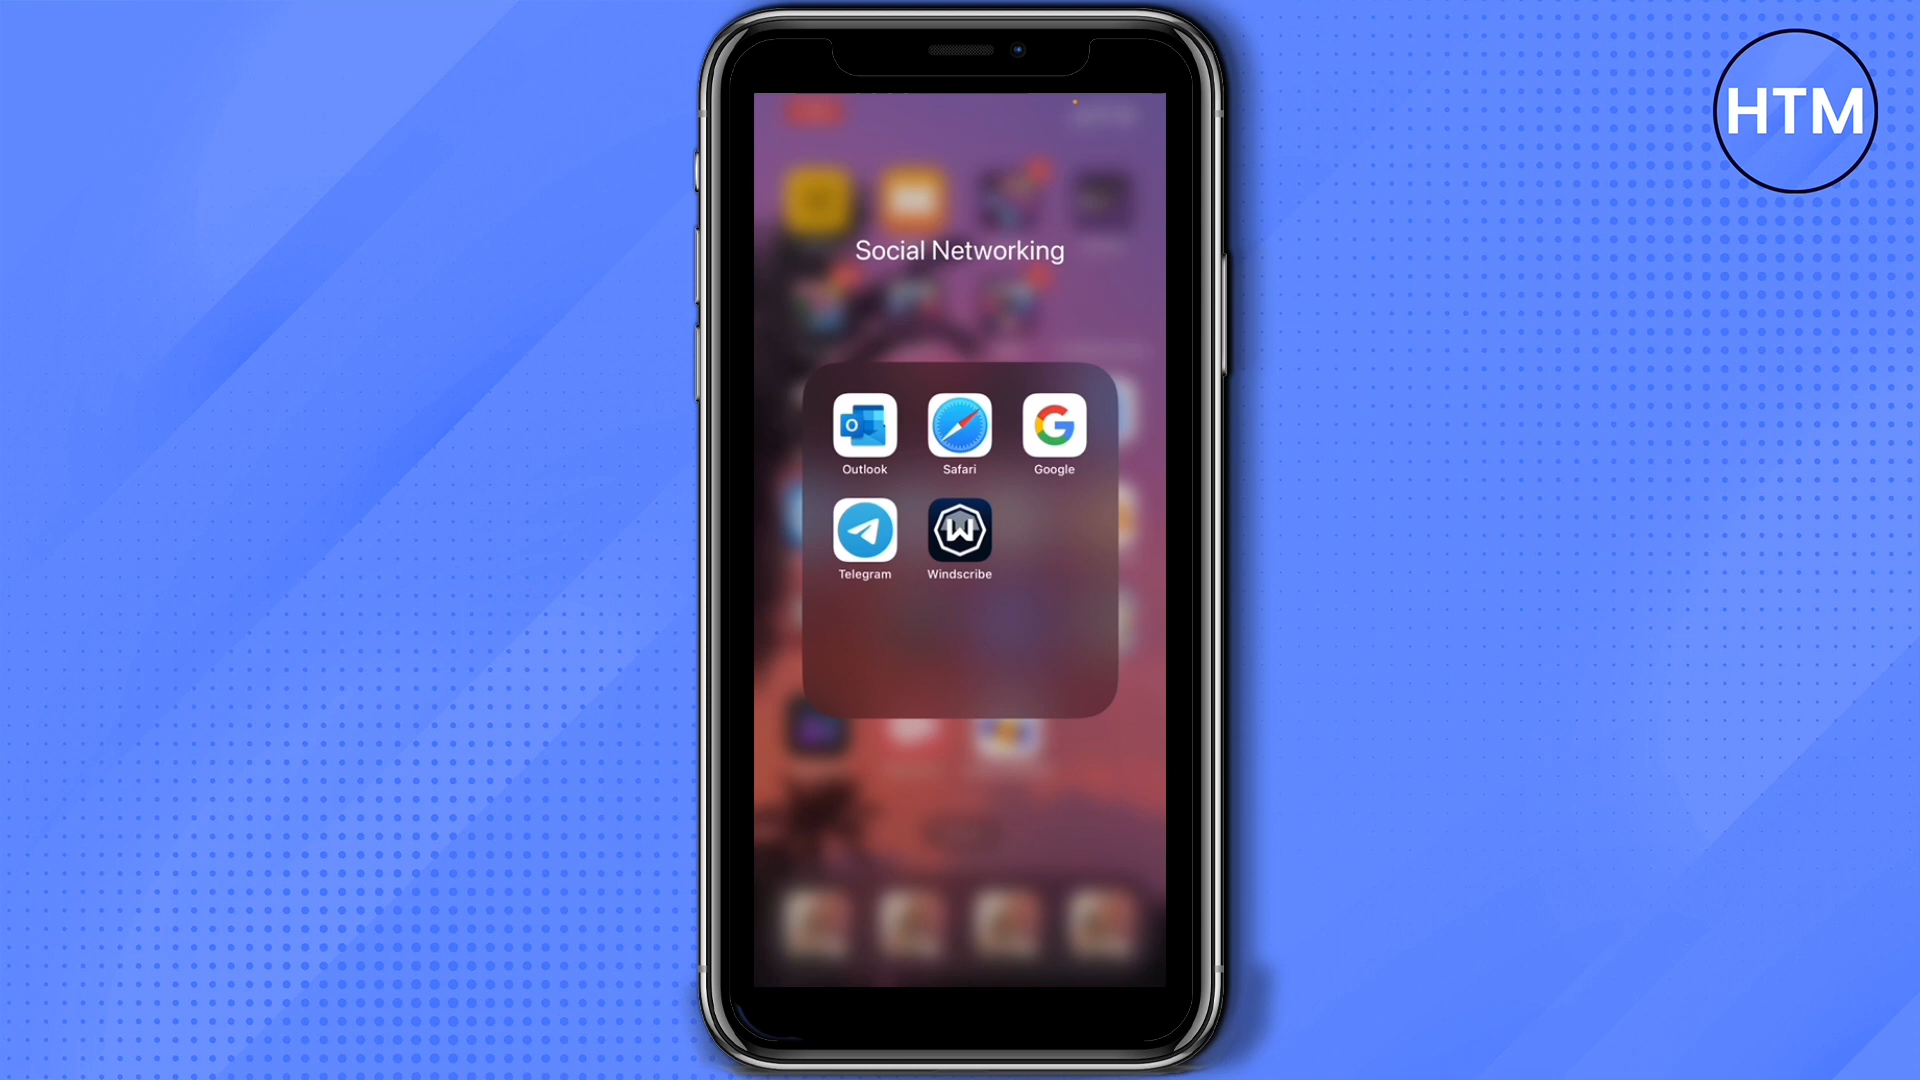 HTM
Social Networking
Outlook
Safari
Google
Telegram
Windscribe